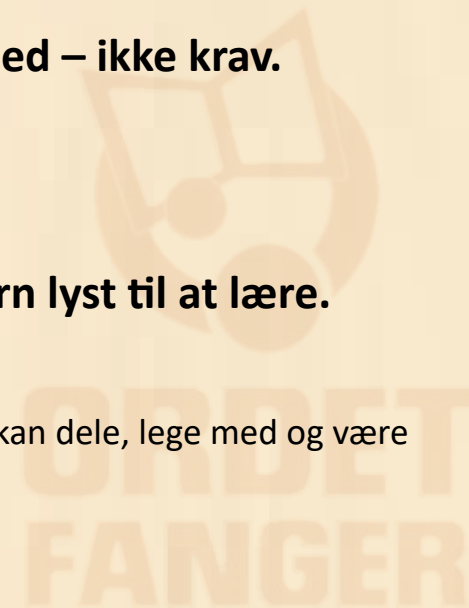 ed – ikke krav.
rn lyst til at lære.
kan dele, lege med og være
ORDET
FANGER